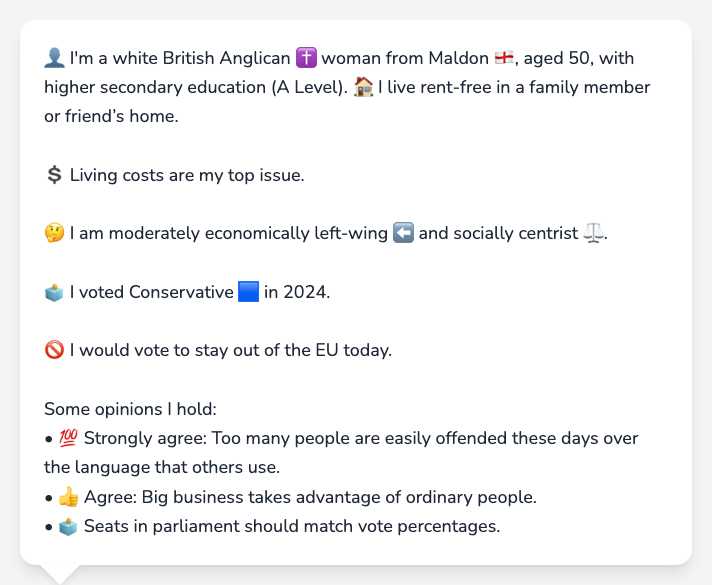 👤 I'm a white British Anglican ✝️ woman from Maldon 🏴󠁧󠁢󠁥󠁮󠁧󠁿, aged 50, with
higher secondary education (A Level). 🏠 I live rent-free in a family member
or friend’s home.
💲 Living costs are my top issue.
🤔 I am moderately economically left-wing ⬅️ and socially centrist ⚖️.
🗳️ I voted Conservative 🟦 in 2024.
🚫 I would vote to stay out of the EU today.
Some opinions I hold:
• 💯 Strongly agree: Too many people are easily offended these days over
the language that others use.
• 👍 Agree: Big business takes advantage of ordinary people.
• 🗳️ Seats in parliament should match vote percentages.